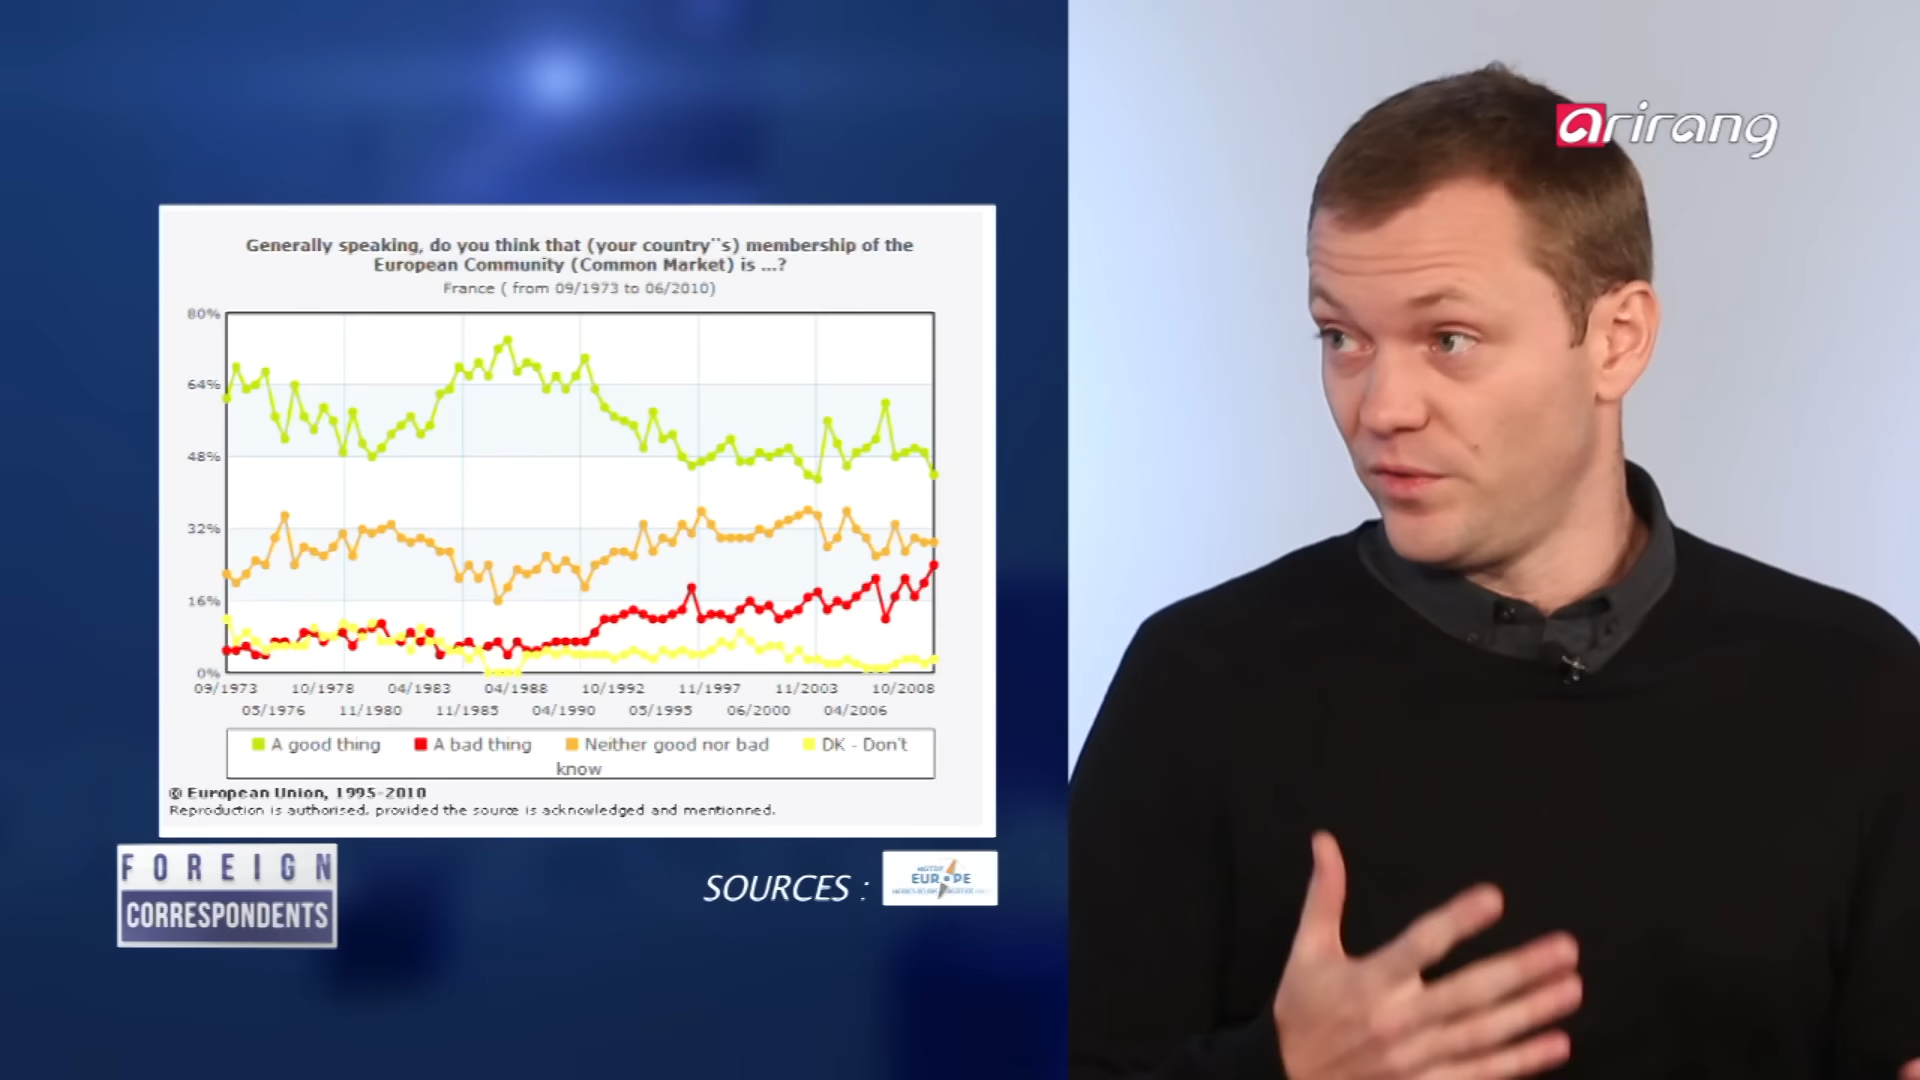 arirang
Generally speaking, do you think that (your country¨s) membership of the
European Community (Common Market) is ...?
France ( from 09/1973 to 06/2010)
80%
64%
48%
32%
16%
0%
09/1973 10/1978 04/1983 04/1988 10/1992 11/1997 11/2003 10/2008
05/1976 11/1980 11/1985 04/1990 05/1995 06/2000 04/2006
A good thing A bad thing Neither good nor bad DK - Don't
know
© European Union, 1995-2010
Reproduction is authorised, provided the source is acknowledged and mentionned.
FOREIGN
CORRESPONDENTS
SOURCES :
EUROPE